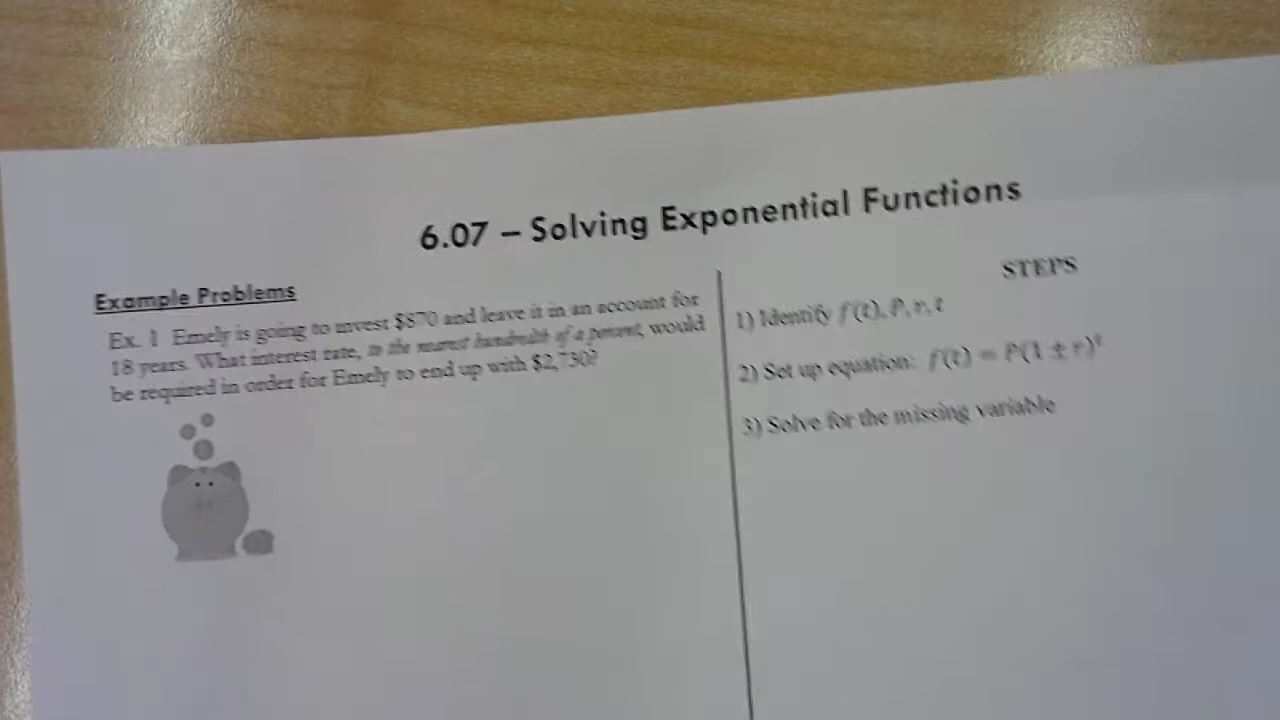 6.07 – Solving Exponential Functions
Example Problems
Ex. 1 Emely is going to invest $870 and leave it in an account for
18 years. What interest rate, to the nearest hundredth of a percent, would
be required in order for Emely to end up with $2,730?
STEPS
1) Identify f(t), P, r, t
2) Set up equation: f(t) = P(1 ± r)ᵗ
3) Solve for the missing variable